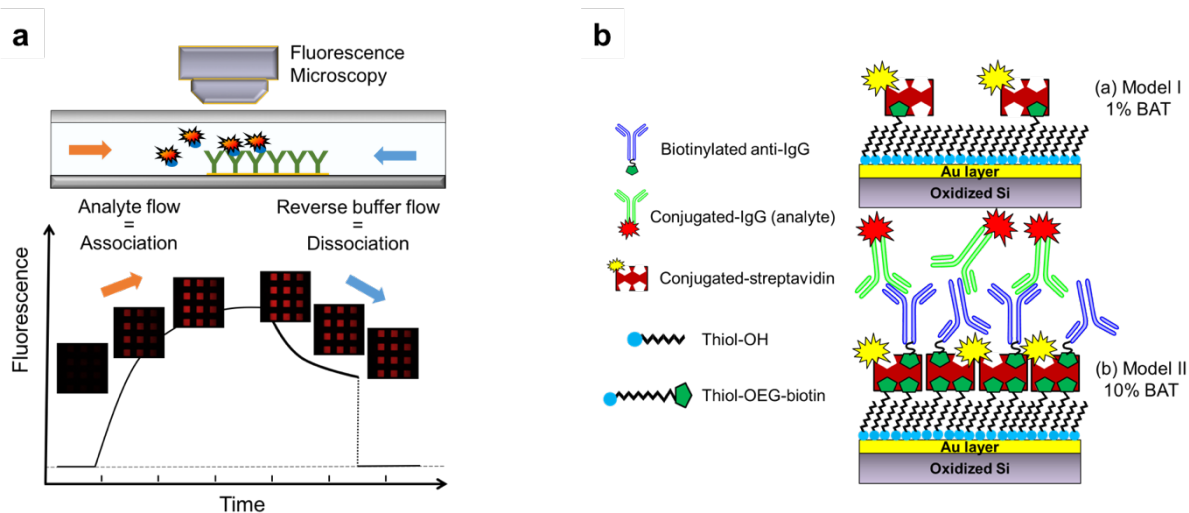 a
Fluorescence
Microscopy
Analyte flow
=
Association
Reverse buffer flow
=
Dissociation
Fluorescence
Time
b
Biotinylated anti-IgG
Conjugated-IgG (analyte)
Conjugated-streptavidin
Thiol-OH
Thiol-OEG-biotin
(a) Model I
1% BAT
Au layer
Oxidized Si
(b) Model II
10% BAT
Au layer
Oxidized Si